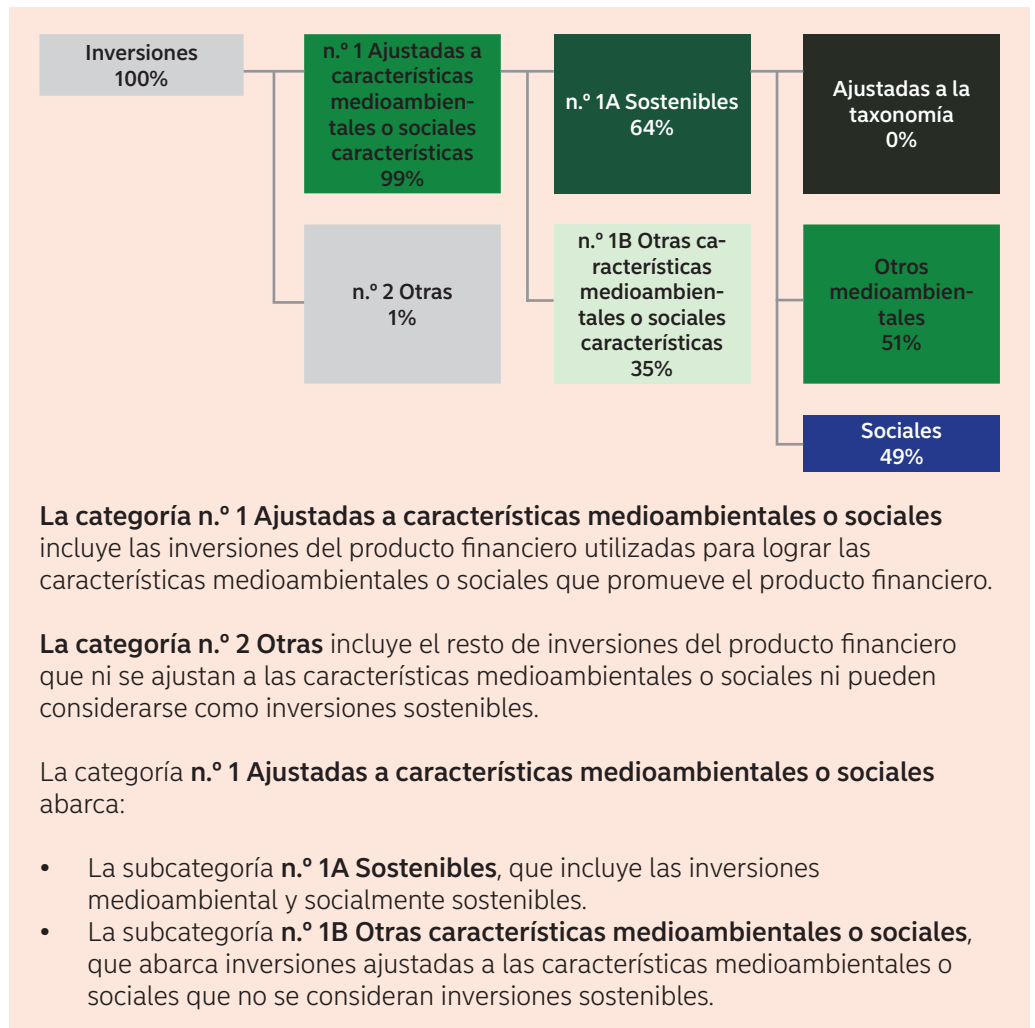 Inversiones
100%
n.º 1 Ajustadas a
características
medioambien-
tales o sociales
características
99%
n.º 1A Sostenibles
64%
Ajustadas a la
taxonomía
0%
n.º 2 Otras
1%
n.º 1B Otras ca-
racterísticas
medioambien-
tales o sociales
características
35%
Otros
medioambien-
tales
51%
Sociales
49%
La categoría n.º 1 Ajustadas a características medioambientales o sociales
incluye las inversiones del producto financiero utilizadas para lograr las
características medioambientales o sociales que promueve el producto financiero.
La categoría n.º 2 Otras incluye el resto de inversiones del producto financiero
que ni se ajustan a las características medioambientales o sociales ni pueden
considerarse como inversiones sostenibles.
La categoría n.º 1 Ajustadas a características medioambientales o sociales
abarca:
• La subcategoría n.º 1A Sostenibles, que incluye las inversiones
medioambiental y socialmente sostenibles.
• La subcategoría n.º 1B Otras características medioambientales o sociales,
que abarca inversiones ajustadas a las características medioambientales o
sociales que no se consideran inversiones sostenibles.